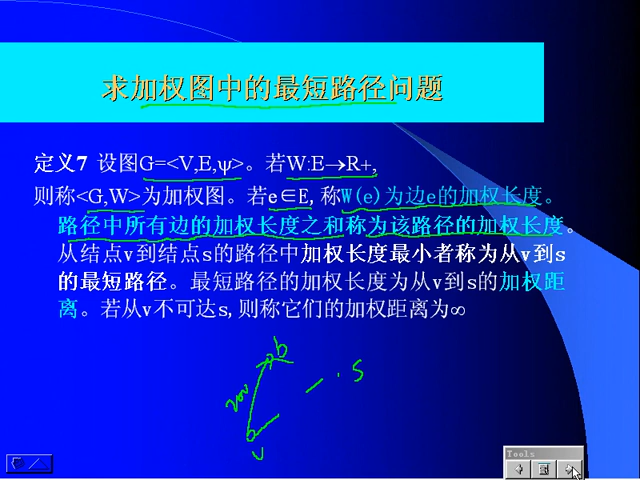 求加权图中的最短路径问题
定义7 设图G=<V,E,ψ>。若W:E→R+,
则称<G,W>为加权图。若e∈E,称W(e)为边e的加权长度。
路径中所有边的加权长度之和称为该路径的加权长度。
从结点v到结点s的路径中加权长度最小者称为从v到s
的最短路径。最短路径的加权长度为从v到s的加权距
离。若从v不可达s,则称它们的加权距离为∞
b
s
200
v
Tools